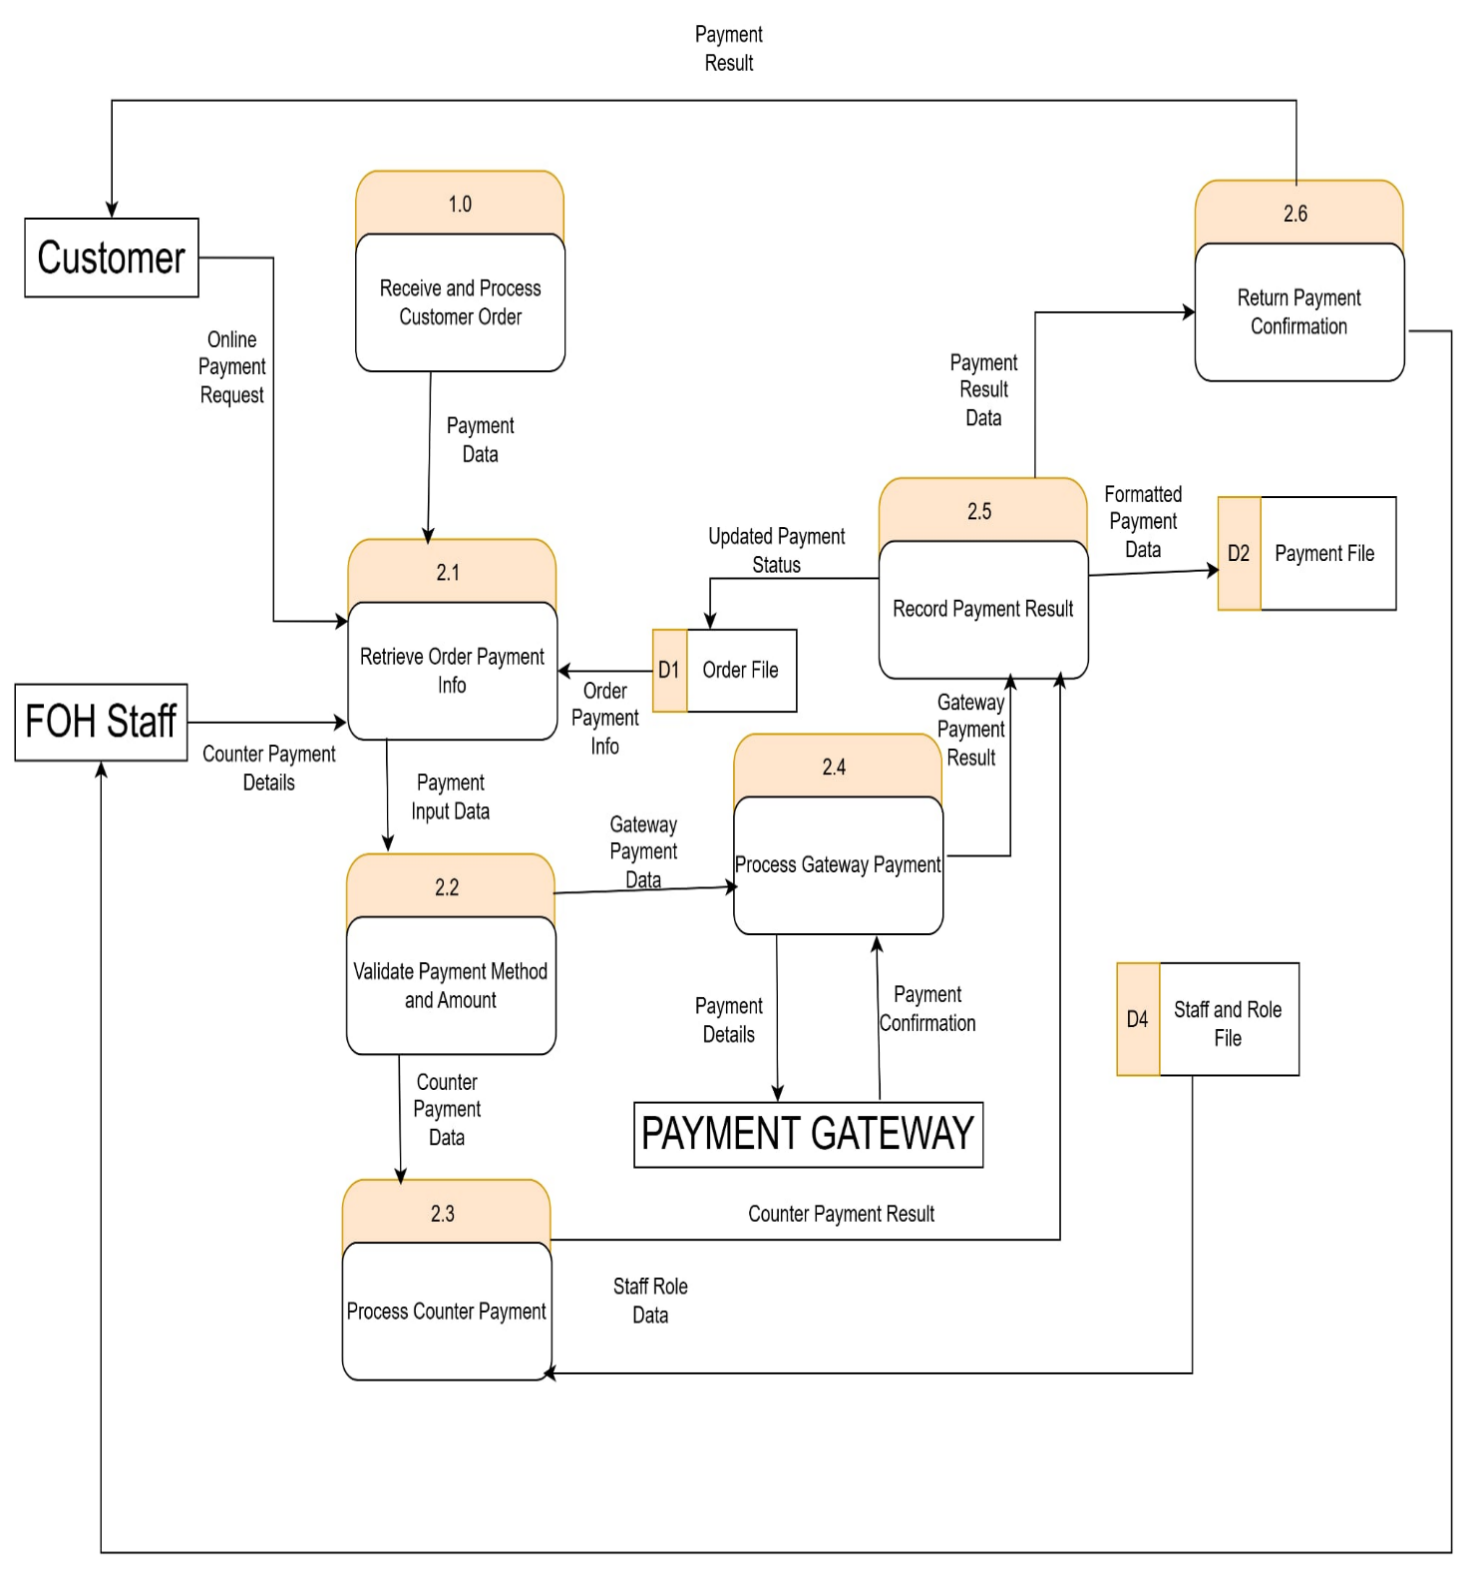 Payment
Result
1.0
2.6
Customer
Receive and Process
Customer Order
Return Payment
Confirmation
Online
Payment
Request
Payment
Result
Data
Payment
Data
2.5
Formatted
Payment
Data
Updated Payment
Status
D2
Payment File
2.1
Record Payment Result
Retrieve Order Payment
Info
D1
Order File
Order
Payment
Info
FOH Staff
Counter Payment
Details
Gateway
Payment
Result
2.4
Payment
Input Data
Gateway
Payment
Data
Process Gateway Payment
2.2
Validate Payment Method
and Amount
Payment
Details
Payment
Confirmation
D4
Staff and Role
File
Counter
Payment
Data
PAYMENT GATEWAY
2.3
Counter Payment Result
Process Counter Payment
Staff Role
Data